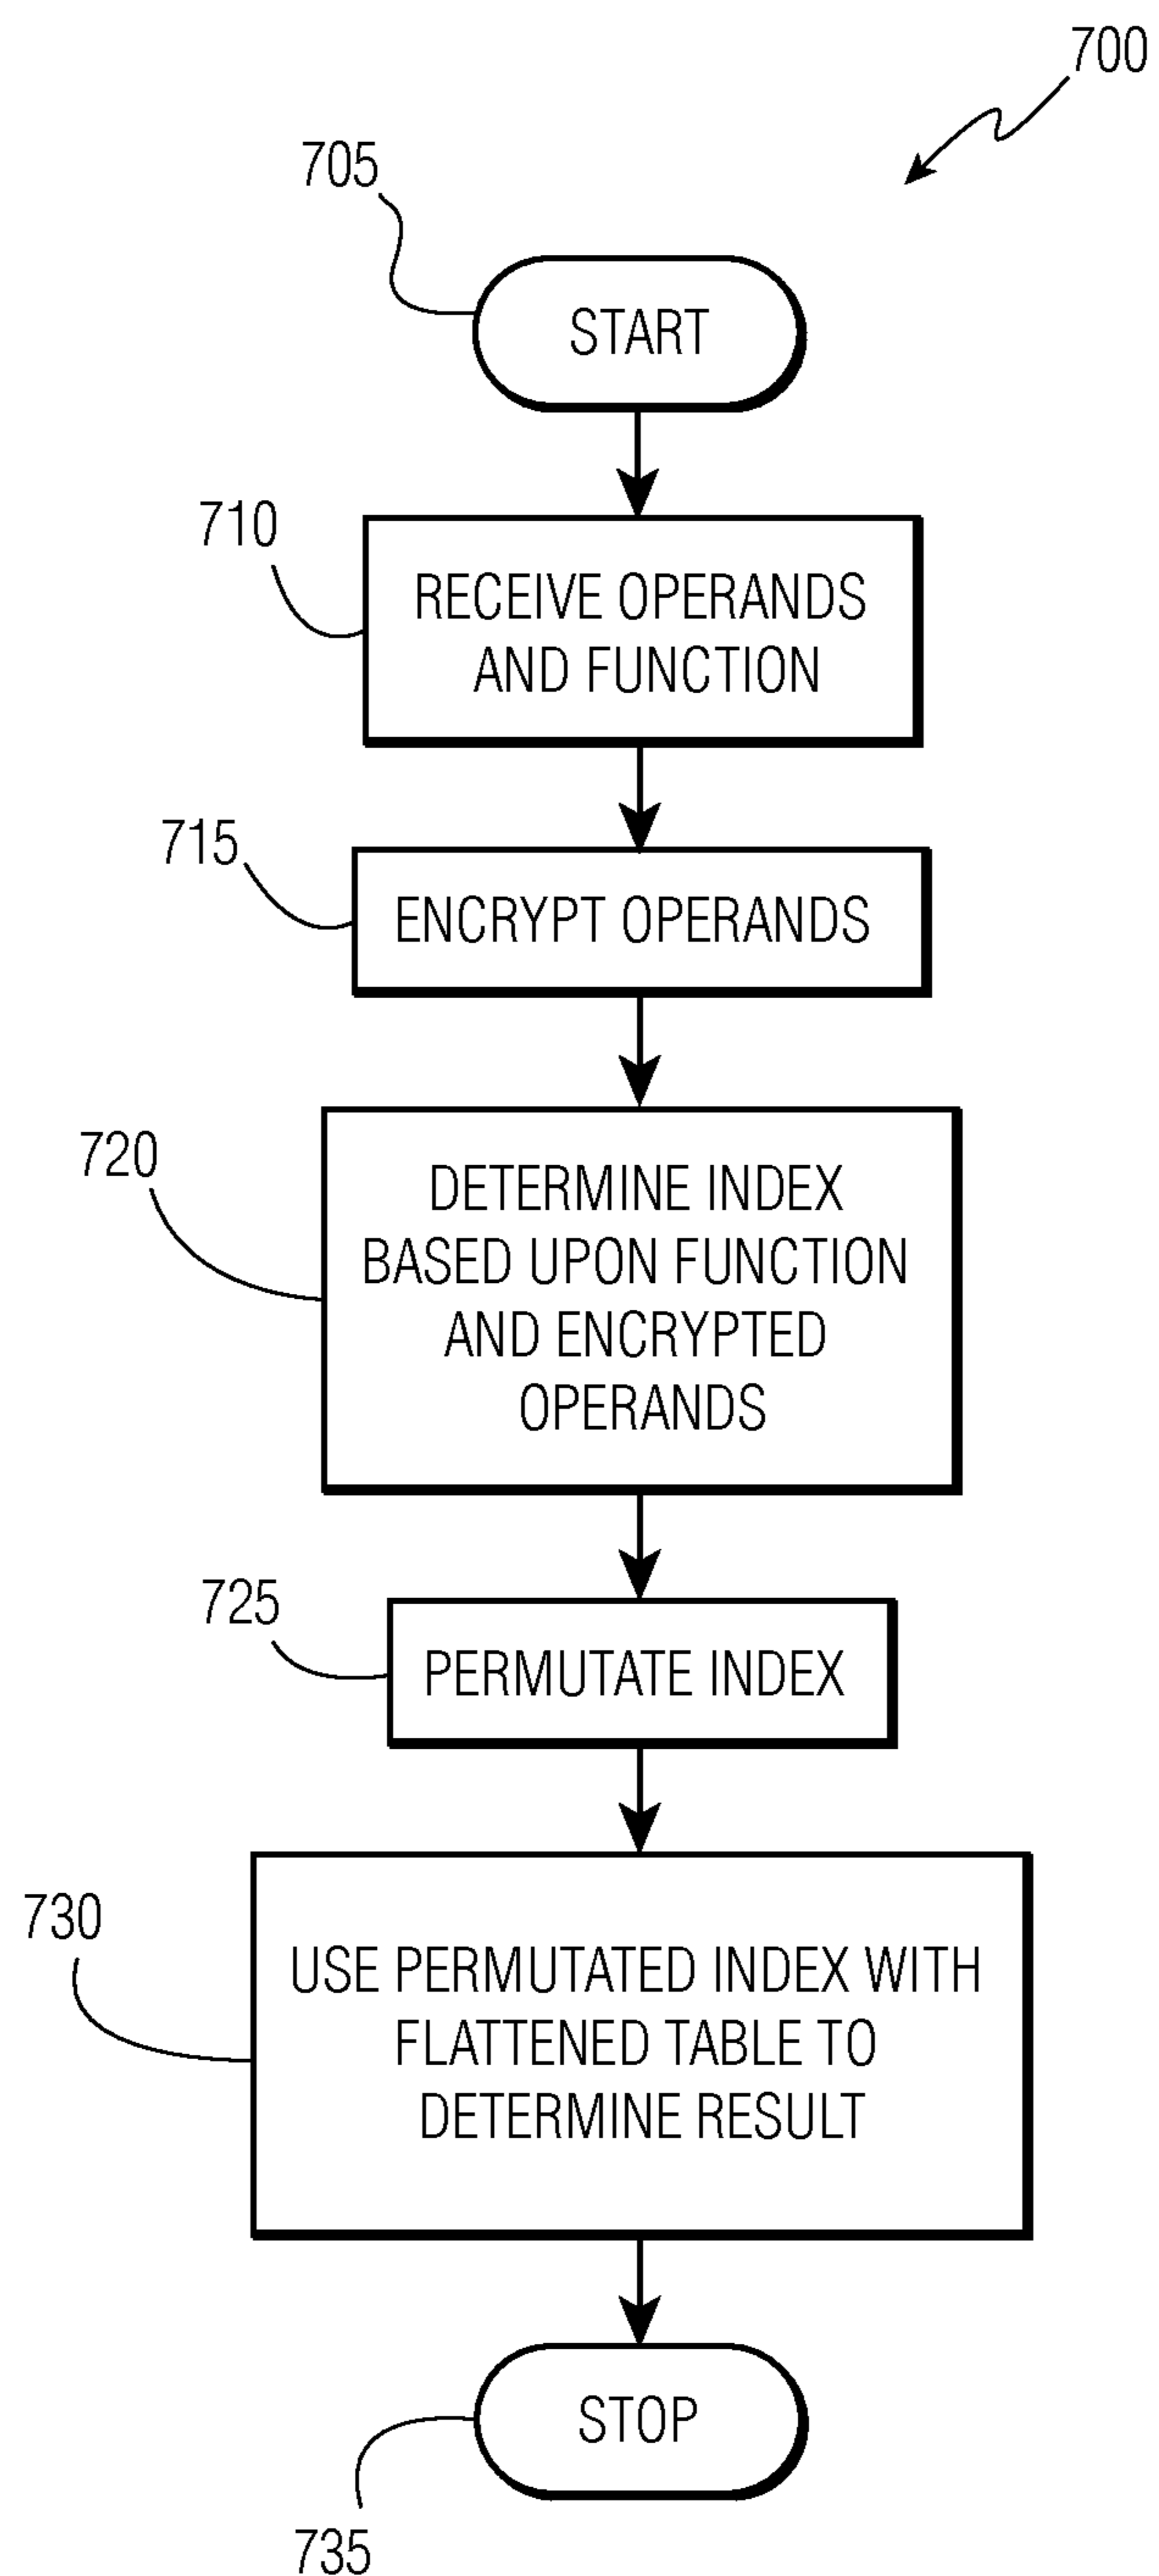 700
705
START
710
RECEIVE OPERANDS
AND FUNCTION
715
ENCRYPT OPERANDS
720
DETERMINE INDEX
BASED UPON FUNCTION
AND ENCRYPTED
OPERANDS
725
PERMUTATE INDEX
730
USE PERMUTATED INDEX WITH
FLATTENED TABLE TO
DETERMINE RESULT
STOP
735